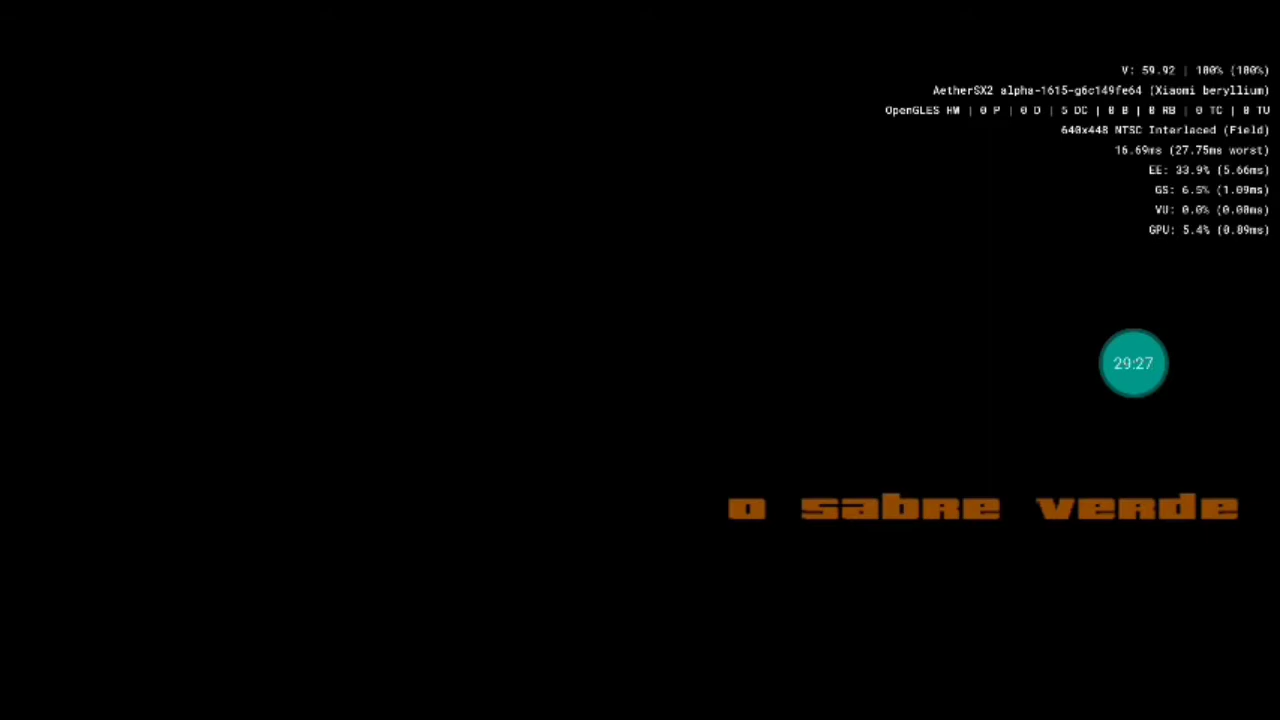 V: 59.92 | 100% (100%)
AetherSX2 alpha-1615-g6c149fe64 (Xiaomi beryllium)
OpenGLES HW | 0 P | 0 D | 5 DC | 0 B | 0 RB | 0 TC | 0 TU
640x448 NTSC Interlaced (Field)
16.69ms (27.75ms worst)
EE: 33.9% (5.66ms)
GS: 6.5% (1.09ms)
VU: 0.0% (0.00ms)
GPU: 5.4% (0.89ms)
29:27
o sabre verde